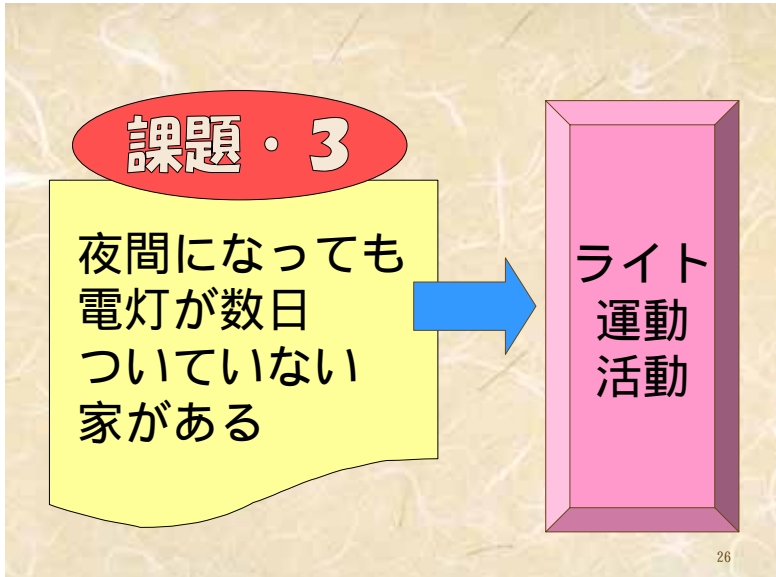 課題・3
夜間になっても
電灯が数日
ついていない
家がある
ライト
運動
活動
26